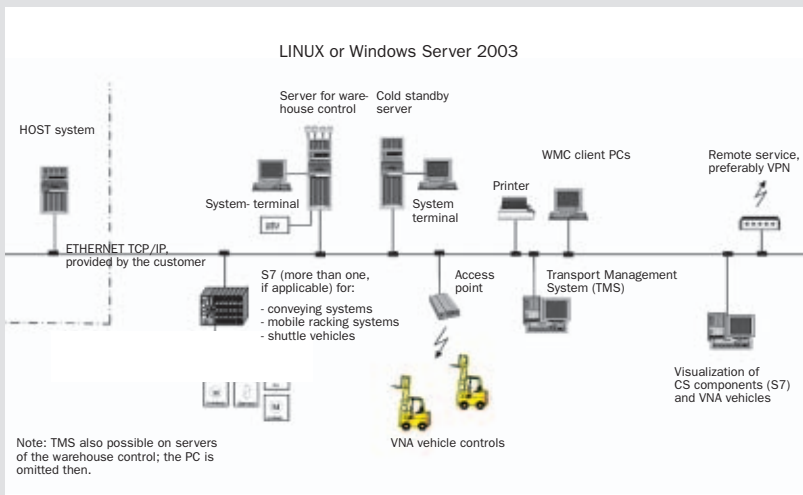 LINUX or Windows Server 2003
Server for ware-
house control
Cold standby
server
HOST system
WMC client PCs
Remote service,
preferably VPN
Printer
System- terminal
System
terminal
ETHERNET TCP/IP,
provided by the customer
S7 (more than one,
if applicable) for:
- conveying systems
- mobile racking systems
- shuttle vehicles
Access
point
Transport Management
System (TMS)
Visualization of
CS components (S7)
and VNA vehicles
VNA vehicle controls
Note: TMS also possible on servers
of the warehouse control; the PC is
omitted then.